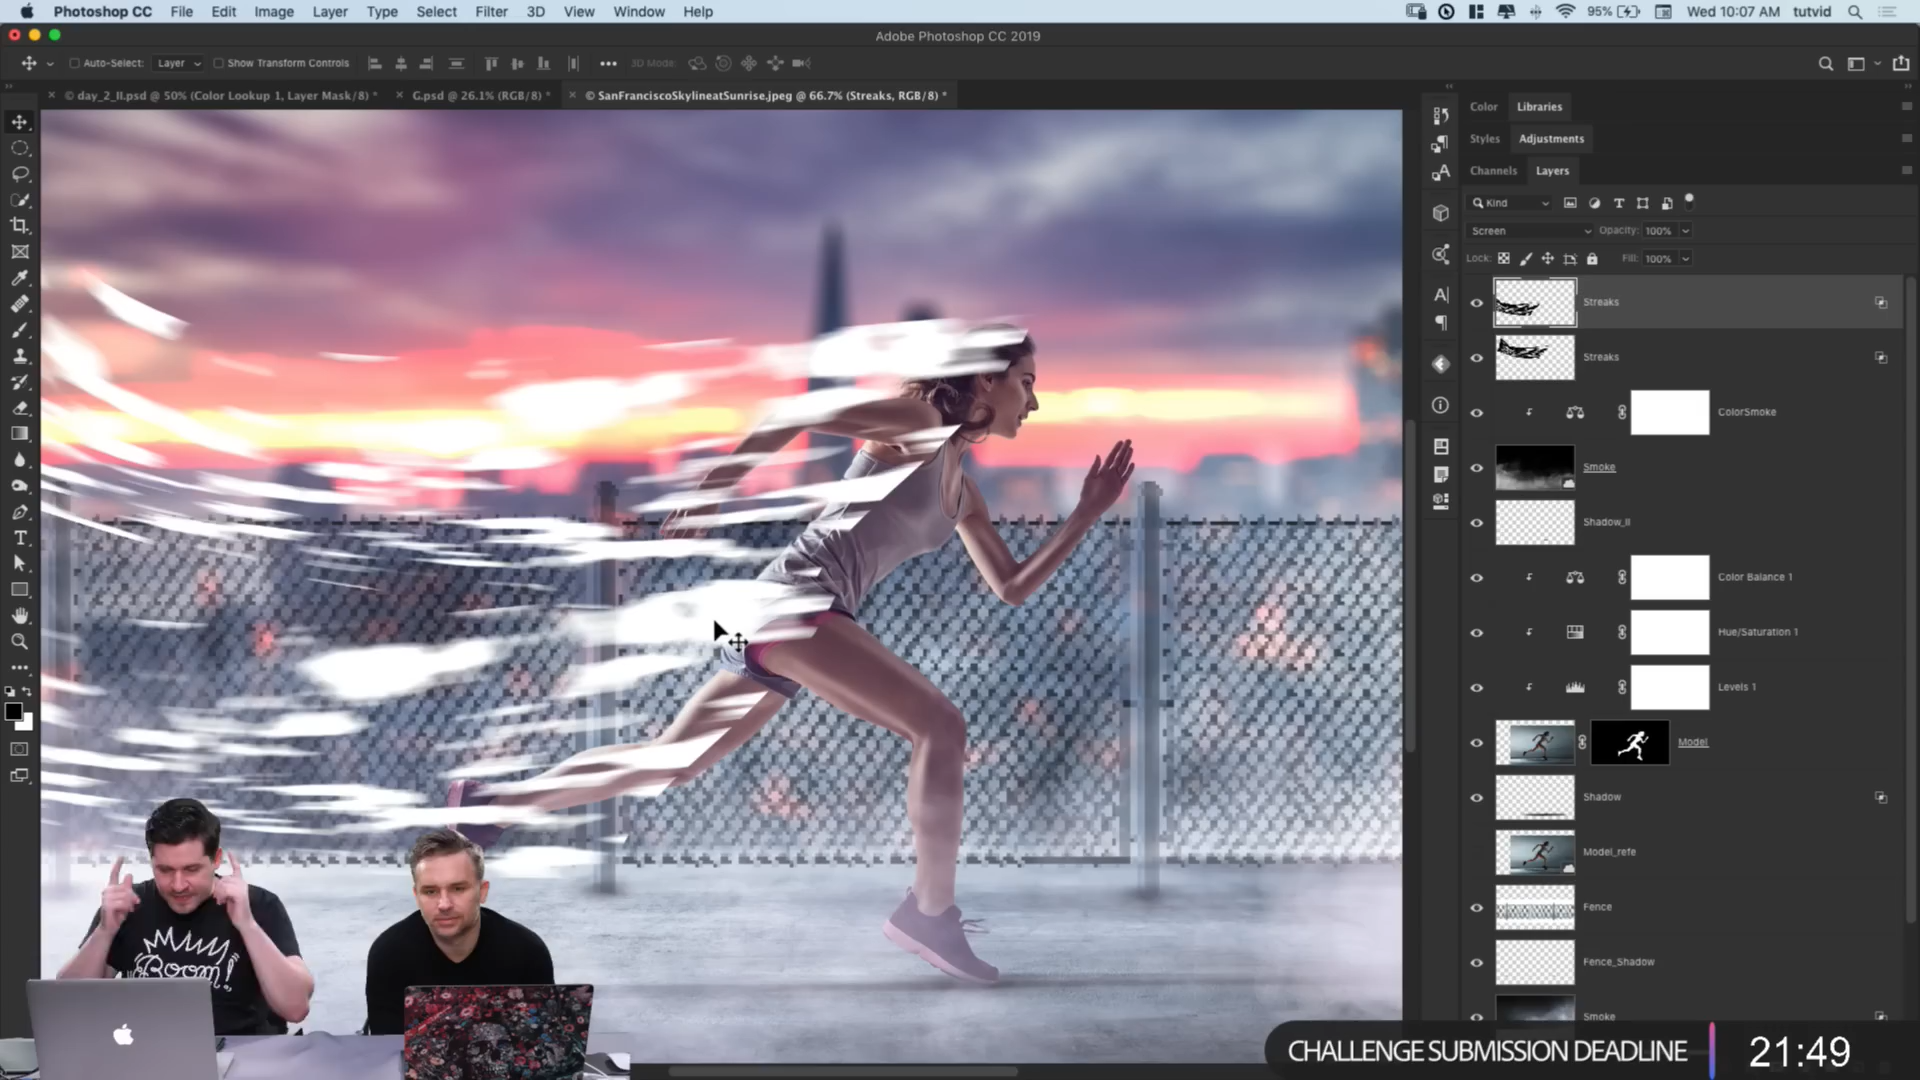 Photoshop CC File Edit Image Layer Type Select Filter 3D View Window Help 95% Wed 10:07 AM tutvid
Adobe Photoshop CC 2019
Auto-Select: Layer Show Transform Controls 3D Mode:
© day_2_II.psd @ 50% (Color Lookup 1, Layer Mask/8) * G.psd @ 26.1% (RGB/8) * © SanFranciscoSkylineatSunrise.jpeg @ 66.7% (Streaks, RGB/8) *
Color Libraries
Styles Adjustments
Channels Layers
Kind
Screen Opacity: 100%
Lock: Fill: 100%
Streaks
Streaks
ColorSmoke
Smoke
Shadow_II
Color Balance 1
Hue/Saturation 1
Levels 1
Model
Shadow
Model_refe
Fence
Fence_Shadow
Smoke
Boom!
CHALLENGE SUBMISSION DEADLINE 21:49